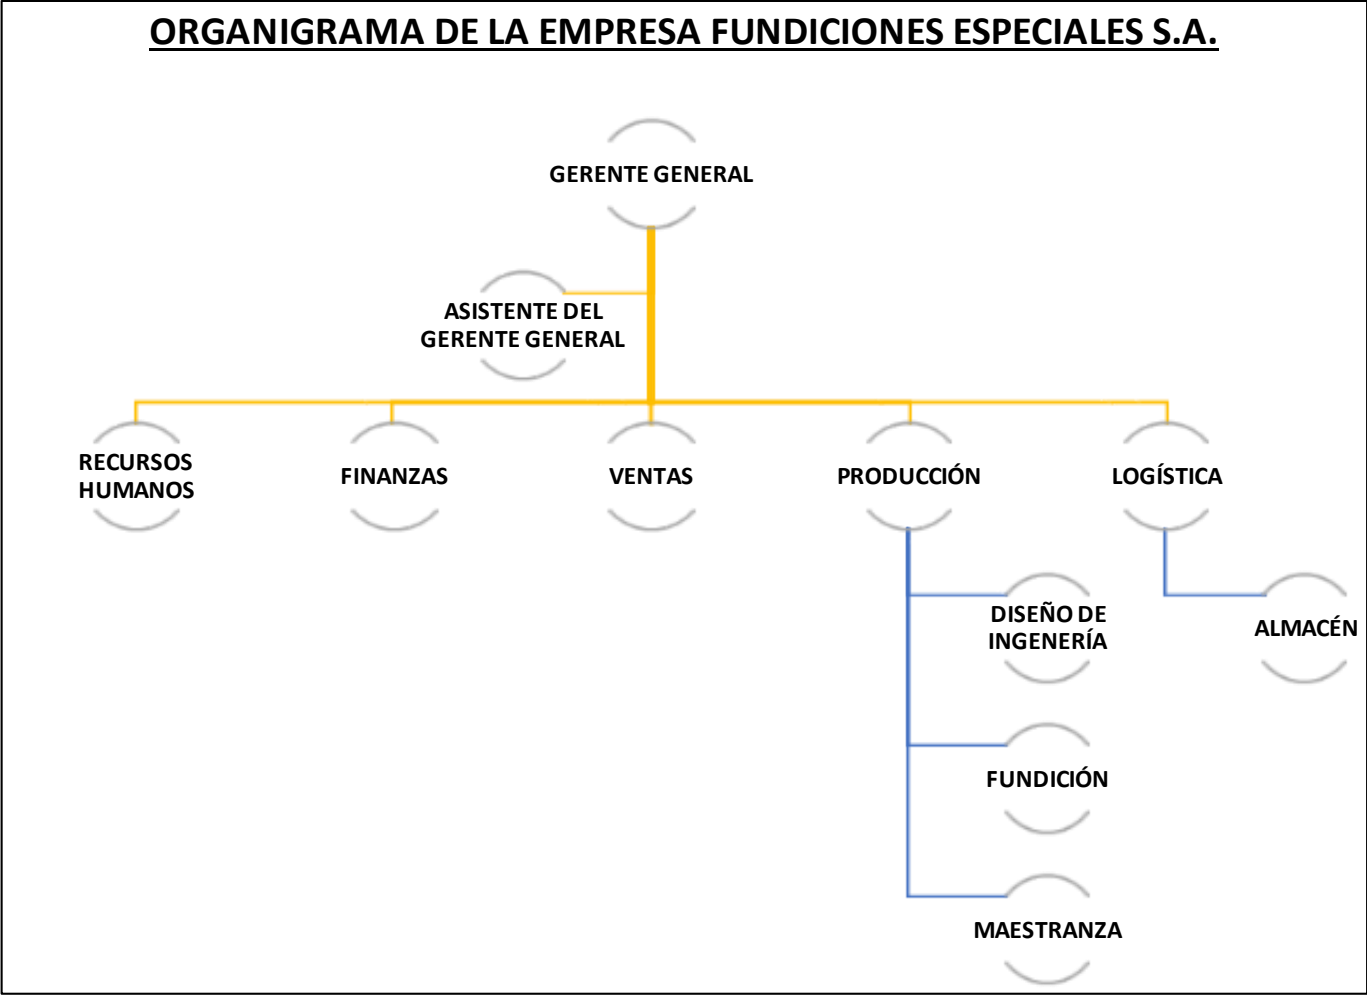 ORGANIGRAMA DE LA EMPRESA FUNDICIONES ESPECIALES S.A.
GERENTE GENERAL
ASISTENTE DEL
GERENTE GENERAL
RECURSOS
HUMANOS
FINANZAS
VENTAS
PRODUCCIÓN
LOGÍSTICA
DISEÑO DE
INGENERÍA
ALMACÉN
FUNDICIÓN
MAESTRANZA